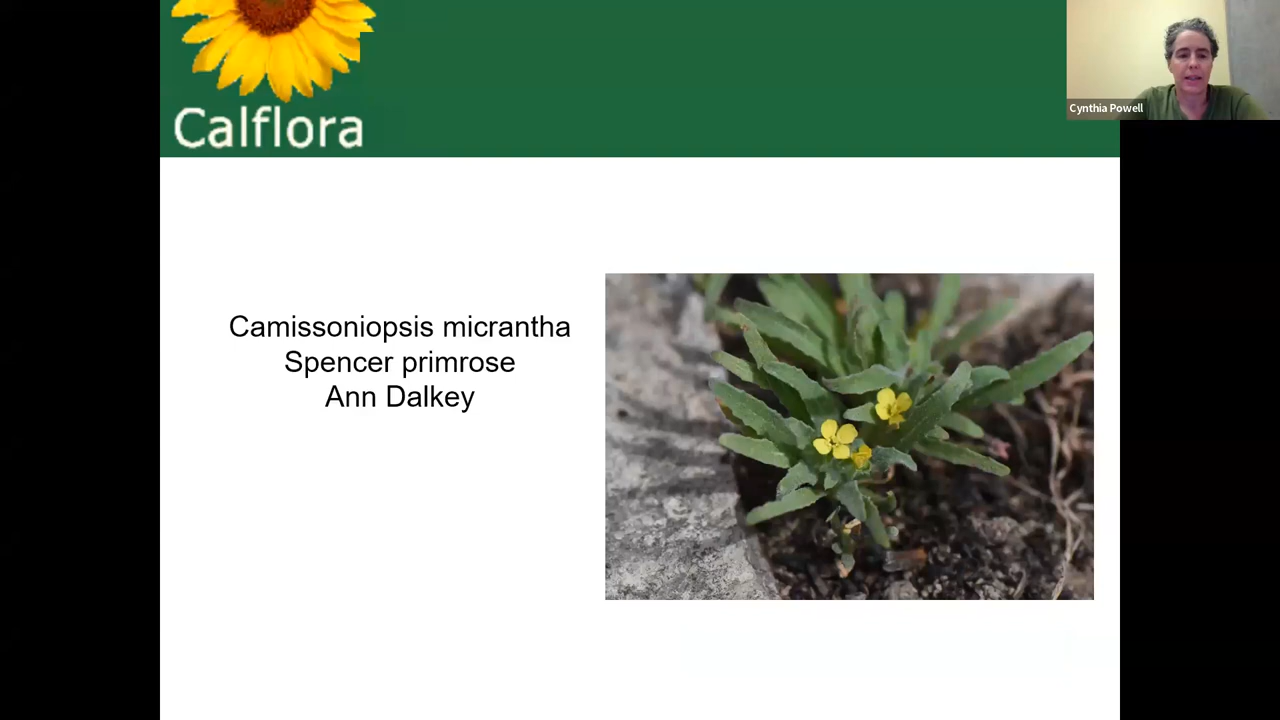 Calflora
Cynthia Powell
Camissoniopsis micrantha
Spencer primrose
Ann Dalkey